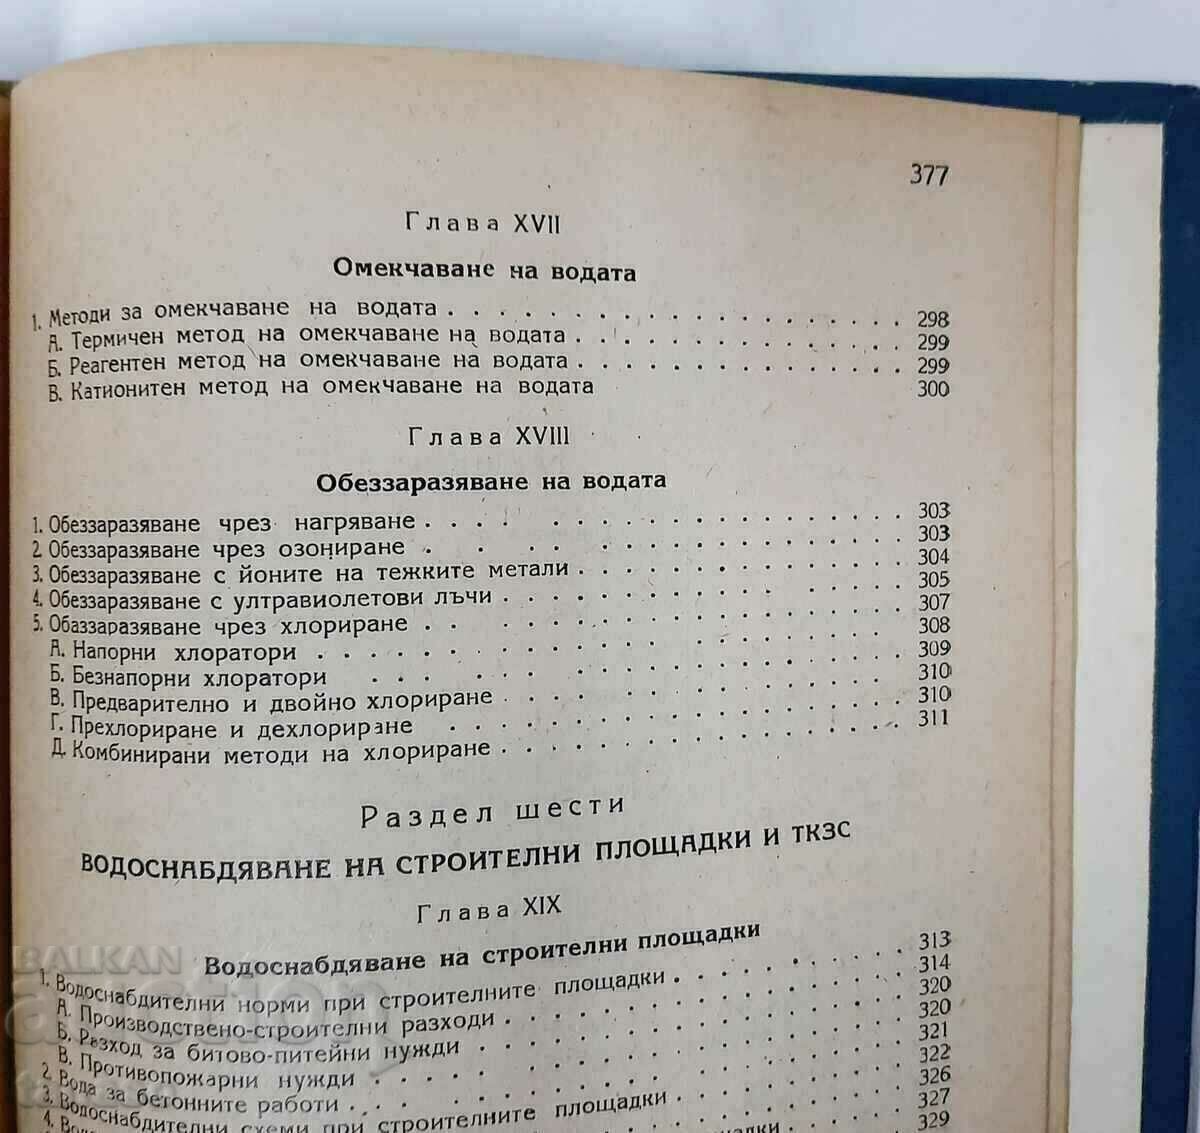 377
Глава XVII
Омекчаване на водата
1. Методи за омекчаване на водата . . . . . . . . . . . . . . . . . 298
А. Термичен метод на омекчаване на водата . . . . . . . . . . . . . 299
Б. Реагентен метод на омекчаване на водата . . . . . . . . . . . . . 299
В. Катионитен метод на омекчаване на водата 300
Глава XVIII
Обеззаразяване на водата
1. Обеззаразяване чрез нагряване . . . . . . . . . . . . . . . . . 303
2. Обеззаразяване чрез озониране . . . . . . . . . . . . . . . . . 303
3. Обеззаразяване с йоните на тежките метали . . . . . . . . . . . . . 304
4. Обеззаразяване с ултравиолетови лъчи . . . . . . . . . . . . . . . 305
5. Обаззаразяване чрез хлориране . . . . . . . . . . . . . . . . . 307
А. Напорни хлоратори . . . . . . . . . . . . . . . . . . . . . 308
Б. Безнапорни хлоратори . . . . . . . . . . . . . . . . . . . . 309
В. Предварително и двойно хлориране . . . . . . . . . . . . . . . 310
Г. Прехлориране и дехлориране . . . . . . . . . . . . . . . . . 310
Д. Комбинирани методи на хлориране . . . . . . . . . . . . . . . 311
Раздел шести
ВОДОСНАБДЯВАНЕ НА СТРОИТЕЛНИ ПЛОЩАДКИ И ТКЗС
Глава XIX
Водоснабдяване на строителни площадки
1. Водоснабдителни норми при строителните площадки . . . . . . . . . 313
А. Производствено-строителни разходи . . . . . . . . . . . . . . 314
Б. Резход за битово-питейни нужди . . . . . . . . . . . . . . . 320
В. Противопожарни нужди . . . . . . . . . . . . . . . . . . . 320
2. Вода за бетонните работи . . . . . . . . . . . . . . . . . . . 321
3. Водоснабдителни схеми при строителните площадки . . . . . . . . . 322
4. площадки . . . . . . 326
327
329
BALKAN
auction